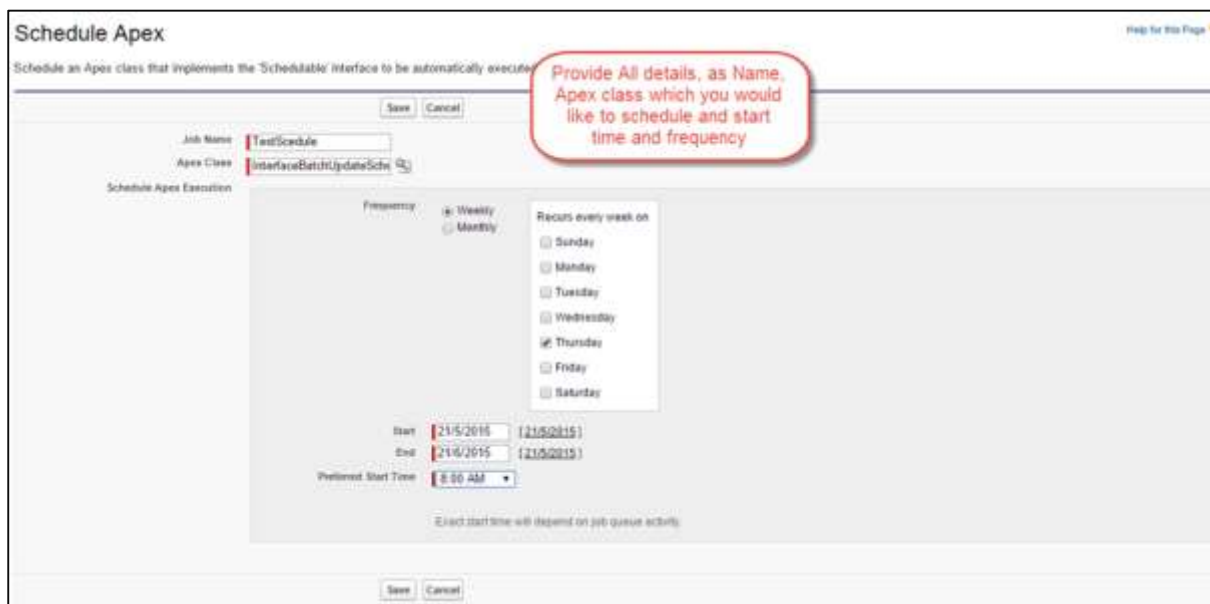 Schedule Apex
Help for this Page
Schedule an Apex class that implements the 'Schedulable' interface to be automatically execute
Provide All details, as Name,
Apex class which you would
like to schedule and start
time and frequency
Save Cancel
Job Name TestScedule
Apex Class InterfaceBatchUpdateSche
Schedule Apex Execution
Frequency Weekly
Monthly
Recurs every week on
Sunday
Monday
Tuesday
Wednesday
Thursday
Friday
Saturday
Start 21/5/2015 [ 21/5/2015 ]
End 21/6/2015 [ 21/5/2015 ]
Preferred Start Time 8:00 AM
Exact start time will depend on job queue activity.
Save Cancel